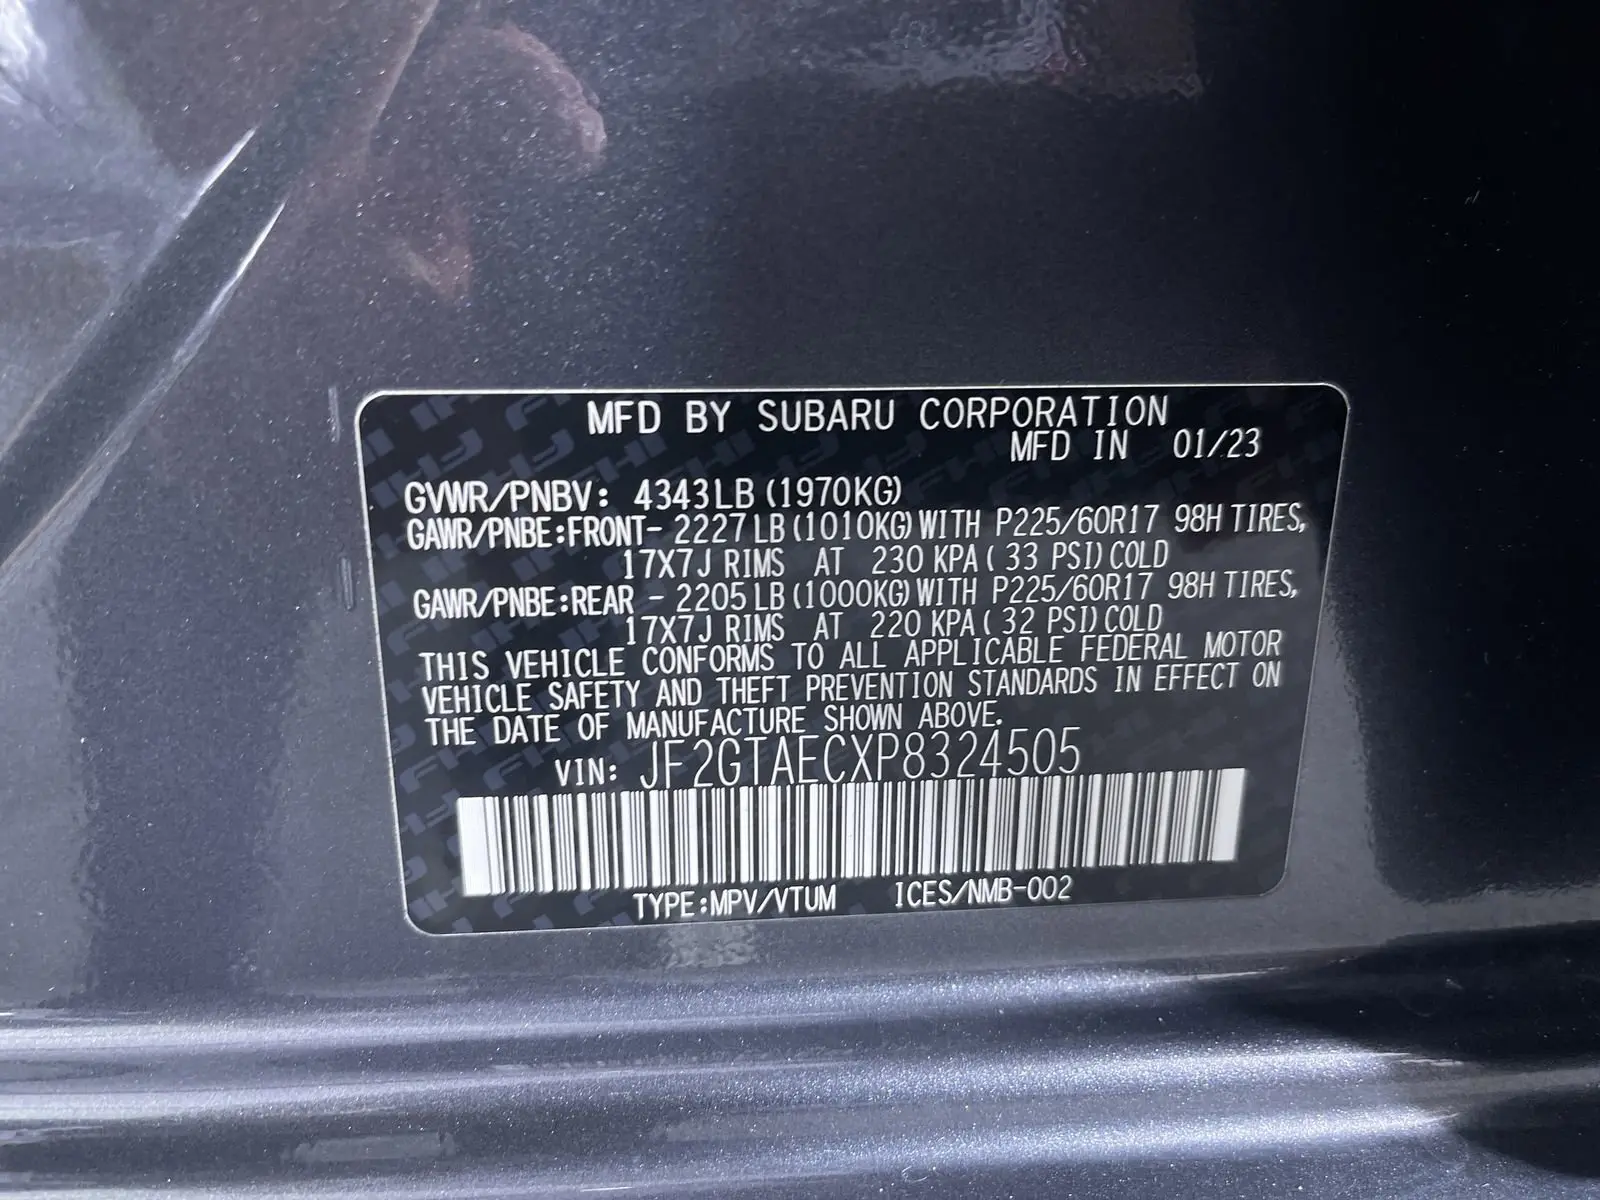 MFD BY SUBARU CORPORATION
MFD IN 01/23
GVWR/PNBV: 4343LB (1970KG)
GAWR/PNBE:FRONT- 2227LB (1010KG) WITH P225/60R17 98H TIRES,
17X7J RIMS AT 230 KPA ( 33 PSI) COLD
GAWR/PNBE:REAR - 2205LB (1000KG) WITH P225/60R17 98H TIRES,
17X7J RIMS AT 220 KPA ( 32 PSI) COLD
THIS VEHICLE CONFORMS TO ALL APPLICABLE FEDERAL MOTOR
VEHICLE SAFETY AND THEFT PREVENTION STANDARDS IN EFFECT ON
THE DATE OF MANUFACTURE SHOWN ABOVE.
VIN: JF2GTAECXP8324505
TYPE:MPV/VTUM ICES/NMB-002